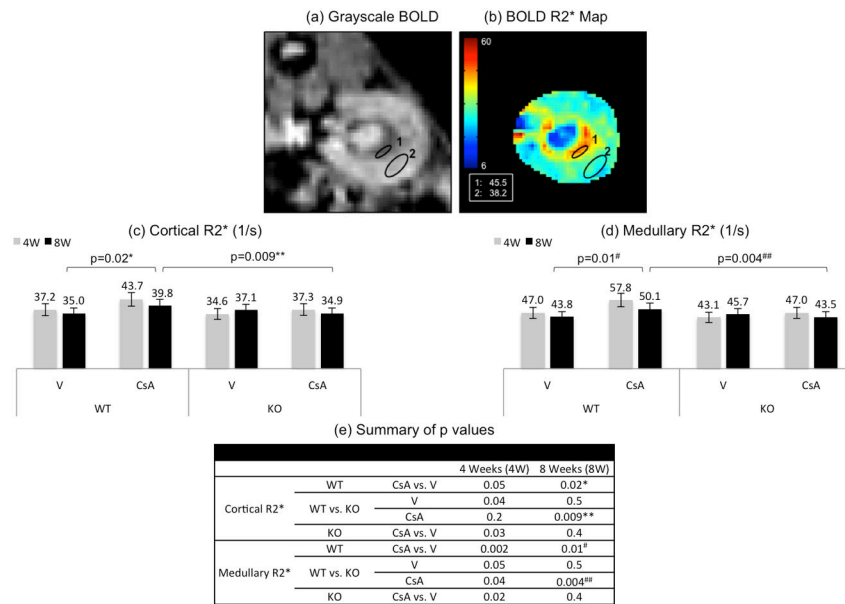 (a) Grayscale BOLD
(b) BOLD R2* Map
60
6
1
2
1
2
1: 45.5
2: 38.2
(c) Cortical R2* (1/s)
4W 8W
p=0.02*
p=0.009**
37.2 35.0 43.7 39.8 34.6 37.1 37.3 34.9
V CsA V CsA
WT KO
(d) Medullary R2* (1/s)
4W 8W
p=0.01#
p=0.004##
47.0 43.8 57.8 50.1 43.1 45.7 47.0 43.5
V CsA V CsA
WT KO
(e) Summary of p values
4 Weeks (4W) 8 Weeks (8W)
Cortical R2* WT CsA vs. V 0.05 0.02*
WT vs. KO V 0.04 0.5
CsA 0.2 0.009**
KO CsA vs. V 0.03 0.4
Medullary R2* WT CsA vs. V 0.002 0.01#
WT vs. KO V 0.05 0.5
CsA 0.04 0.004##
KO CsA vs. V 0.02 0.4